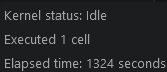 Kernel status: Idle
Executed 1 cell
Elapsed time: 1324 seconds